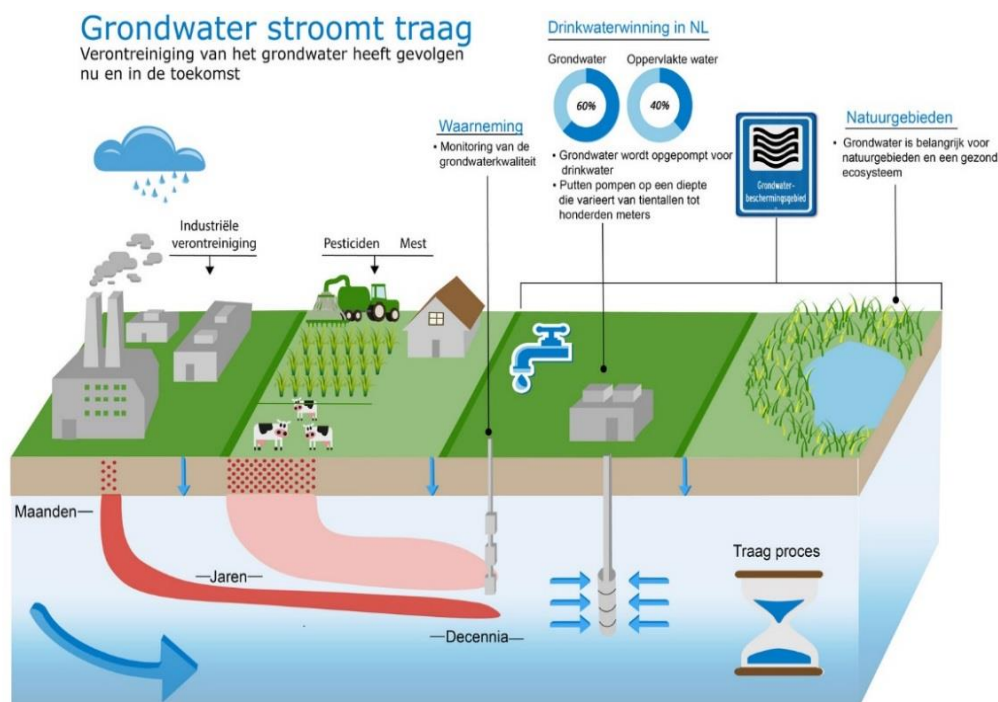 Grondwater stroomt traag
Verontreiniging van het grondwater heeft gevolgen
nu en in de toekomst
Drinkwaterwinning in NL
Grondwater
Oppervlakte water
60%
40%
• Grondwater wordt opgepompt voor
drinkwater
• Putten pompen op een diepte
die varieert van tientallen tot
honderden meters
Waarneming
• Monitoring van de
grondwaterkwaliteit
Grondwater-
beschermingsgebied
Natuurgebieden
• Grondwater is belangrijk voor
natuurgebieden en een gezond
ecosysteem
Industriële
verontreiniging
Pesticiden
Mest
Maanden
Jaren
Decennia
Traag proces